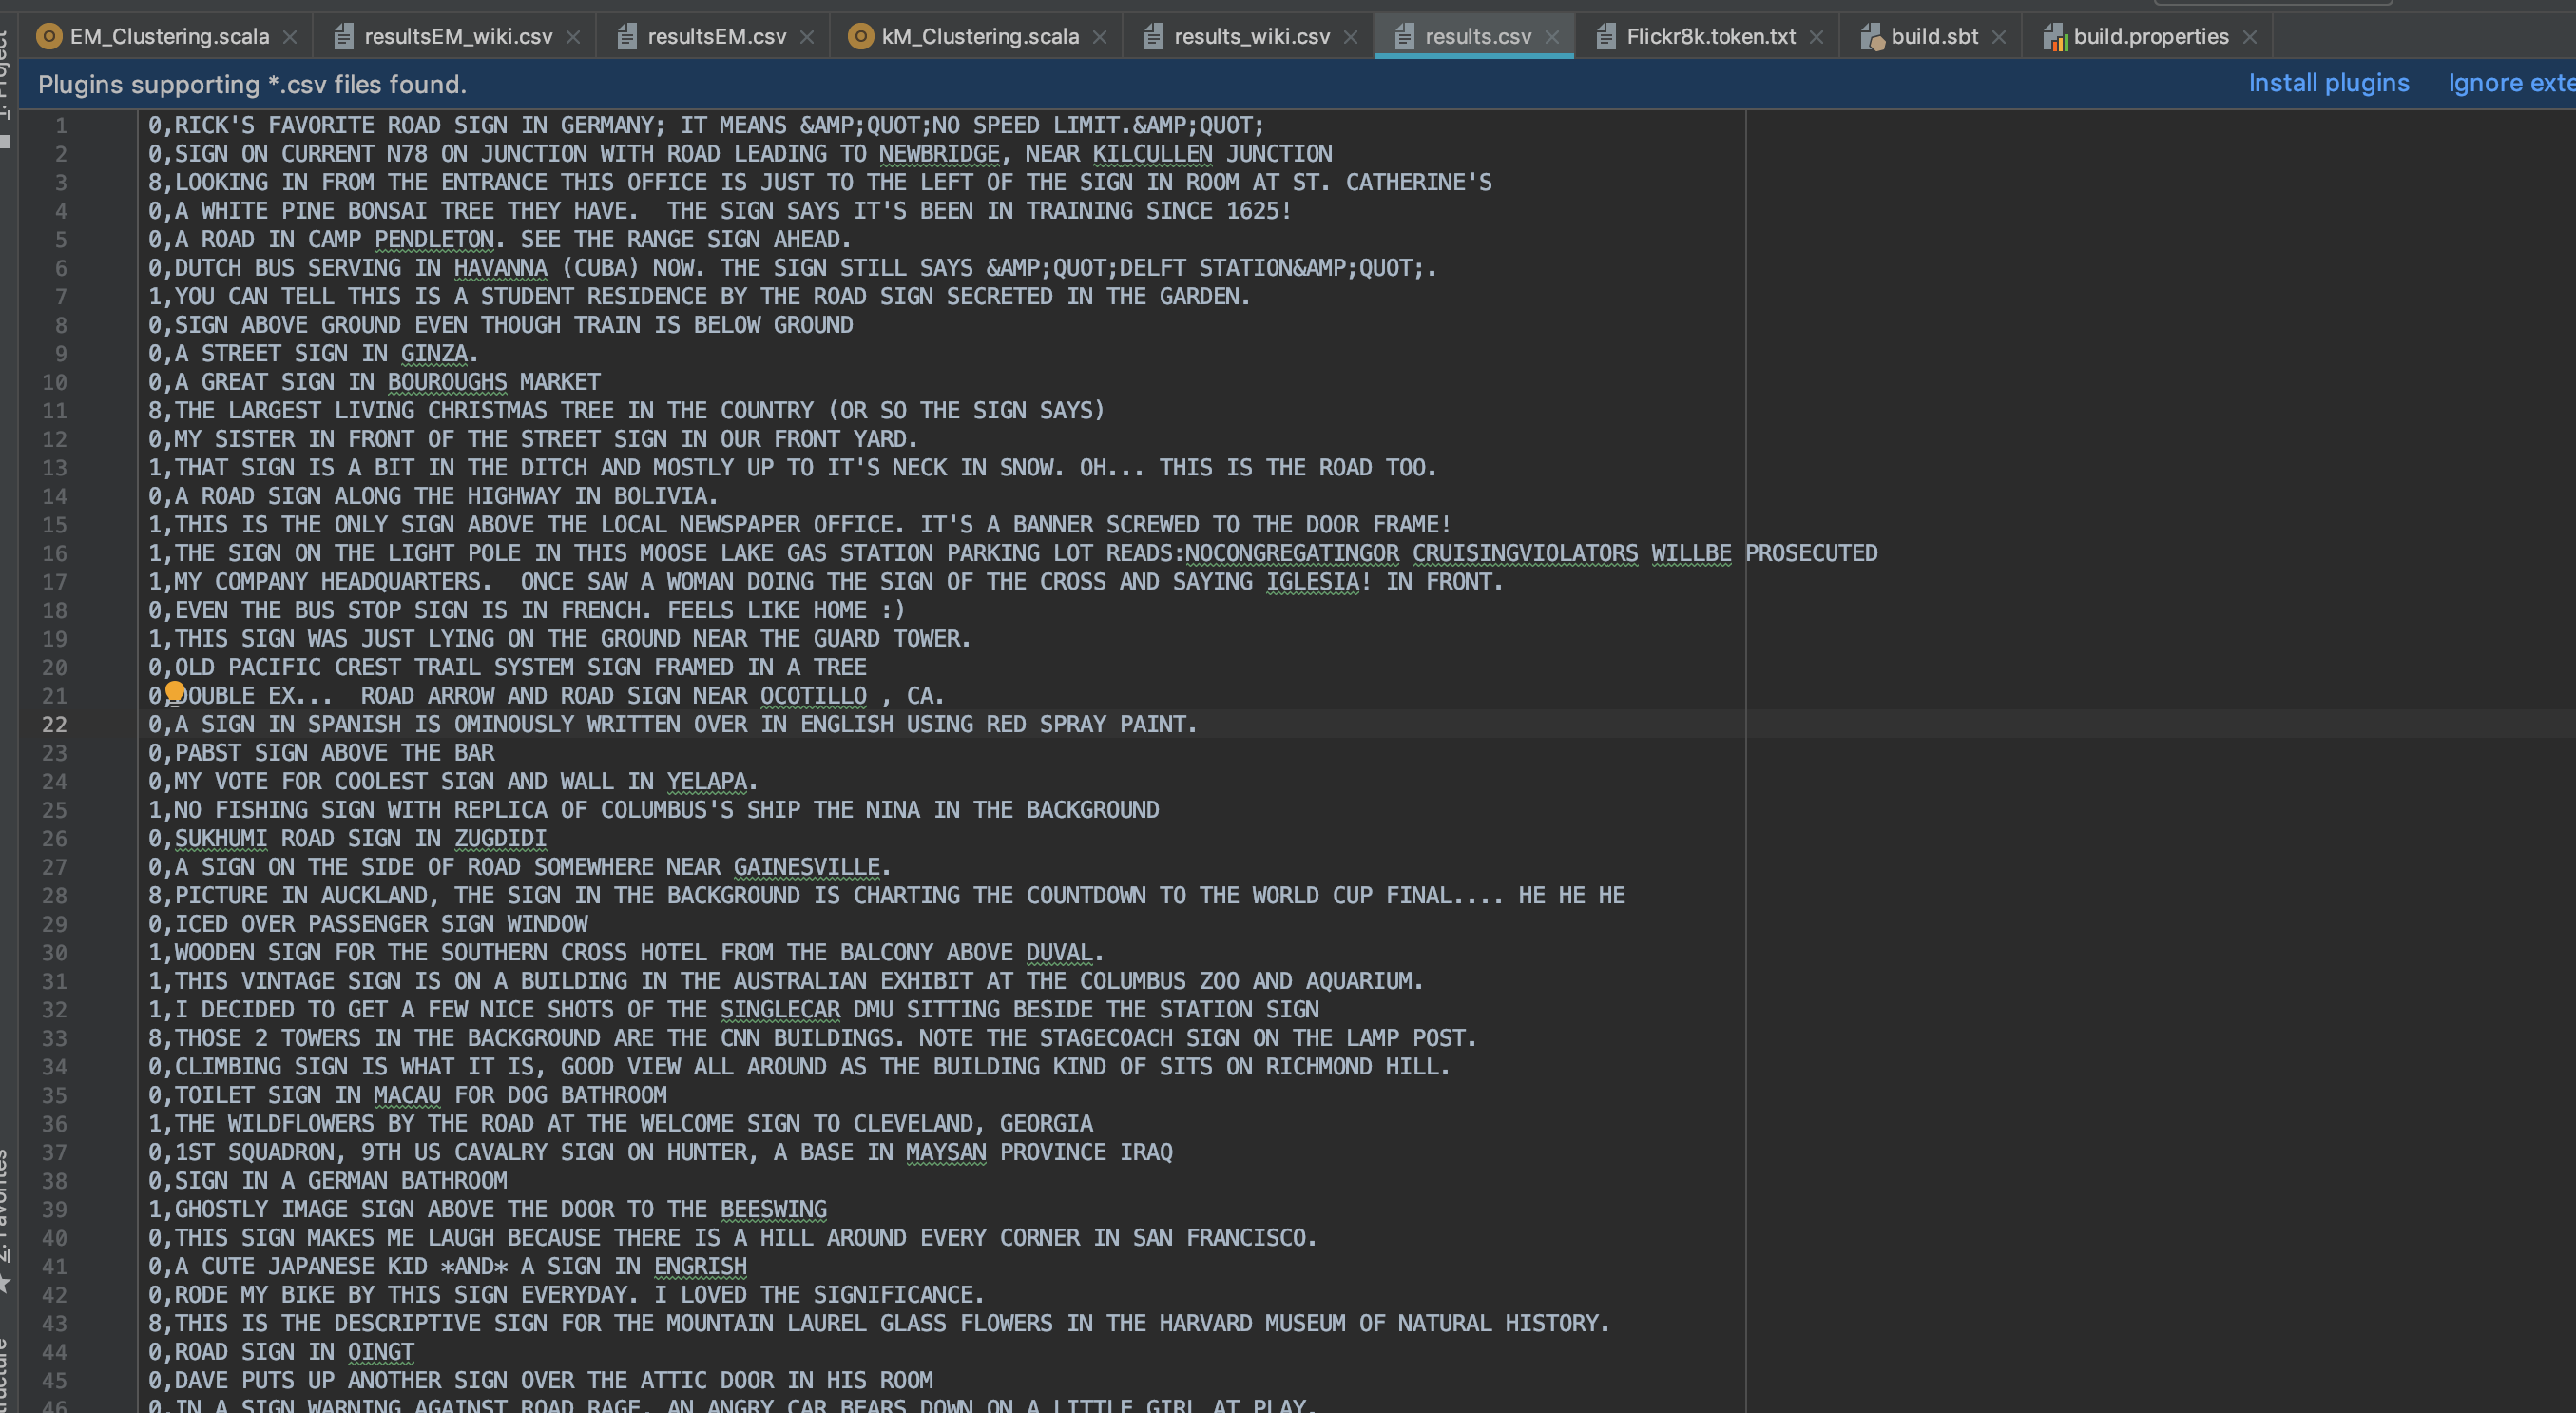 EM_Clustering.scala resultsEM_wiki.csv resultsEM.csv kM_Clustering.scala results_wiki.csv results.csv Flickr8k.token.txt build.sbt build.properties
Plugins supporting *.csv files found. Install plugins Ignore exte
1 0,RICK'S FAVORITE ROAD SIGN IN GERMANY; IT MEANS &AMP;QUOT;NO SPEED LIMIT.&AMP;QUOT;
2 0,SIGN ON CURRENT N78 ON JUNCTION WITH ROAD LEADING TO NEWBRIDGE, NEAR KILCULLEN JUNCTION
3 8,LOOKING IN FROM THE ENTRANCE THIS OFFICE IS JUST TO THE LEFT OF THE SIGN IN ROOM AT ST. CATHERINE'S
4 0,A WHITE PINE BONSAI TREE THEY HAVE.  THE SIGN SAYS IT'S BEEN IN TRAINING SINCE 1625!
5 0,A ROAD IN CAMP PENDLETON. SEE THE RANGE SIGN AHEAD.
6 0,DUTCH BUS SERVING IN HAVANNA (CUBA) NOW. THE SIGN STILL SAYS &AMP;QUOT;DELFT STATION&AMP;QUOT;.
7 1,YOU CAN TELL THIS IS A STUDENT RESIDENCE BY THE ROAD SIGN SECRETED IN THE GARDEN.
8 0,SIGN ABOVE GROUND EVEN THOUGH TRAIN IS BELOW GROUND
9 0,A STREET SIGN IN GINZA.
10 0,A GREAT SIGN IN BOUROUGHS MARKET
11 8,THE LARGEST LIVING CHRISTMAS TREE IN THE COUNTRY (OR SO THE SIGN SAYS)
12 0,MY SISTER IN FRONT OF THE STREET SIGN IN OUR FRONT YARD.
13 1,THAT SIGN IS A BIT IN THE DITCH AND MOSTLY UP TO IT'S NECK IN SNOW. OH... THIS IS THE ROAD TOO.
14 0,A ROAD SIGN ALONG THE HIGHWAY IN BOLIVIA.
15 1,THIS IS THE ONLY SIGN ABOVE THE LOCAL NEWSPAPER OFFICE. IT'S A BANNER SCREWED TO THE DOOR FRAME!
16 1,THE SIGN ON THE LIGHT POLE IN THIS MOOSE LAKE GAS STATION PARKING LOT READS:NOCONGREGATINGOR CRUISINGVIOLATORS WILLBE PROSECUTED
17 1,MY COMPANY HEADQUARTERS.  ONCE SAW A WOMAN DOING THE SIGN OF THE CROSS AND SAYING IGLESIA! IN FRONT.
18 0,EVEN THE BUS STOP SIGN IS IN FRENCH. FEELS LIKE HOME :)
19 1,THIS SIGN WAS JUST LYING ON THE GROUND NEAR THE GUARD TOWER.
20 0,OLD PACIFIC CREST TRAIL SYSTEM SIGN FRAMED IN A TREE
21 0,DOUBLE EX...  ROAD ARROW AND ROAD SIGN NEAR OCOTILLO , CA.
22 0,A SIGN IN SPANISH IS OMINOUSLY WRITTEN OVER IN ENGLISH USING RED SPRAY PAINT.
23 0,PABST SIGN ABOVE THE BAR
24 0,MY VOTE FOR COOLEST SIGN AND WALL IN YELAPA.
25 1,NO FISHING SIGN WITH REPLICA OF COLUMBUS'S SHIP THE NINA IN THE BACKGROUND
26 0,SUKHUMI ROAD SIGN IN ZUGDIDI
27 0,A SIGN ON THE SIDE OF ROAD SOMEWHERE NEAR GAINESVILLE.
28 8,PICTURE IN AUCKLAND, THE SIGN IN THE BACKGROUND IS CHARTING THE COUNTDOWN TO THE WORLD CUP FINAL.... HE HE HE
29 0,ICED OVER PASSENGER SIGN WINDOW
30 1,WOODEN SIGN FOR THE SOUTHERN CROSS HOTEL FROM THE BALCONY ABOVE DUVAL.
31 1,THIS VINTAGE SIGN IS ON A BUILDING IN THE AUSTRALIAN EXHIBIT AT THE COLUMBUS ZOO AND AQUARIUM.
32 1,I DECIDED TO GET A FEW NICE SHOTS OF THE SINGLECAR DMU SITTING BESIDE THE STATION SIGN
33 8,THOSE 2 TOWERS IN THE BACKGROUND ARE THE CNN BUILDINGS. NOTE THE STAGECOACH SIGN ON THE LAMP POST.
34 0,CLIMBING SIGN IS WHAT IT IS, GOOD VIEW ALL AROUND AS THE BUILDING KIND OF SITS ON RICHMOND HILL.
35 0,TOILET SIGN IN MACAU FOR DOG BATHROOM
36 1,THE WILDFLOWERS BY THE ROAD AT THE WELCOME SIGN TO CLEVELAND, GEORGIA
37 0,1ST SQUADRON, 9TH US CAVALRY SIGN ON HUNTER, A BASE IN MAYSAN PROVINCE IRAQ
38 0,SIGN IN A GERMAN BATHROOM
39 1,GHOSTLY IMAGE SIGN ABOVE THE DOOR TO THE BEESWING
40 0,THIS SIGN MAKES ME LAUGH BECAUSE THERE IS A HILL AROUND EVERY CORNER IN SAN FRANCISCO.
41 0,A CUTE JAPANESE KID *AND* A SIGN IN ENGRISH
42 0,RODE MY BIKE BY THIS SIGN EVERYDAY. I LOVED THE SIGNIFICANCE.
43 8,THIS IS THE DESCRIPTIVE SIGN FOR THE MOUNTAIN LAUREL GLASS FLOWERS IN THE HARVARD MUSEUM OF NATURAL HISTORY.
44 0,ROAD SIGN IN OINGT
45 0,DAVE PUTS UP ANOTHER SIGN OVER THE ATTIC DOOR IN HIS ROOM
46 0,IN A SIGN WARNING AGAINST ROAD RAGE, AN ANGRY CAR BEARS DOWN ON A LITTLE GIRL AT PLAY.